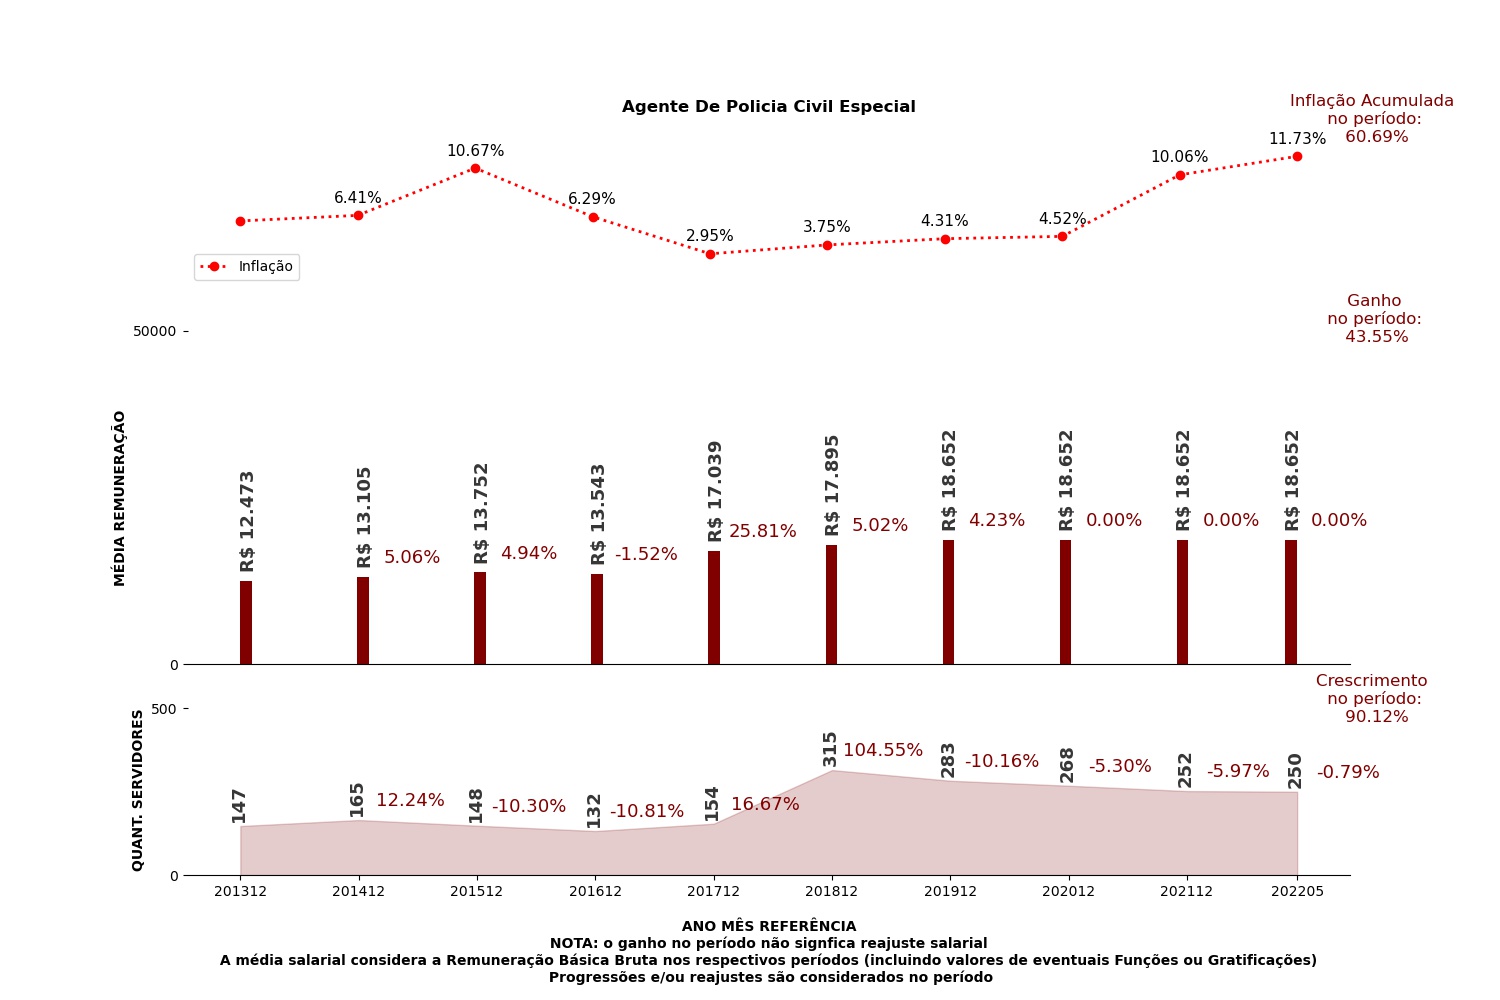 Agente De Policia Civil Especial
Inflação Acumulada
no período:
60.69%
6.41%
10.67%
6.29%
2.95%
3.75%
4.31%
4.52%
10.06%
11.73%
Inflação
Ganho
no período:
43.55%
50000
0
MÉDIA REMUNERAÇÃO
R$ 12.473
R$ 13.105
5.06%
R$ 13.752
4.94%
R$ 13.543
-1.52%
R$ 17.039
25.81%
R$ 17.895
5.02%
R$ 18.652
4.23%
R$ 18.652
0.00%
R$ 18.652
0.00%
R$ 18.652
0.00%
Crescrimento
no período:
90.12%
500
0
QUANT. SERVIDORES
147
165
12.24%
148
-10.30%
132
-10.81%
154
16.67%
315
104.55%
283
-10.16%
268
-5.30%
252
-5.97%
250
-0.79%
201312
201412
201512
201612
201712
201812
201912
202012
202112
202205
ANO MÊS REFERÊNCIA
NOTA: o ganho no período não signfica reajuste salarial
A média salarial considera a Remuneração Básica Bruta nos respectivos períodos (incluindo valores de eventuais Funções ou Gratificações)
Progressões e/ou reajustes são considerados no período